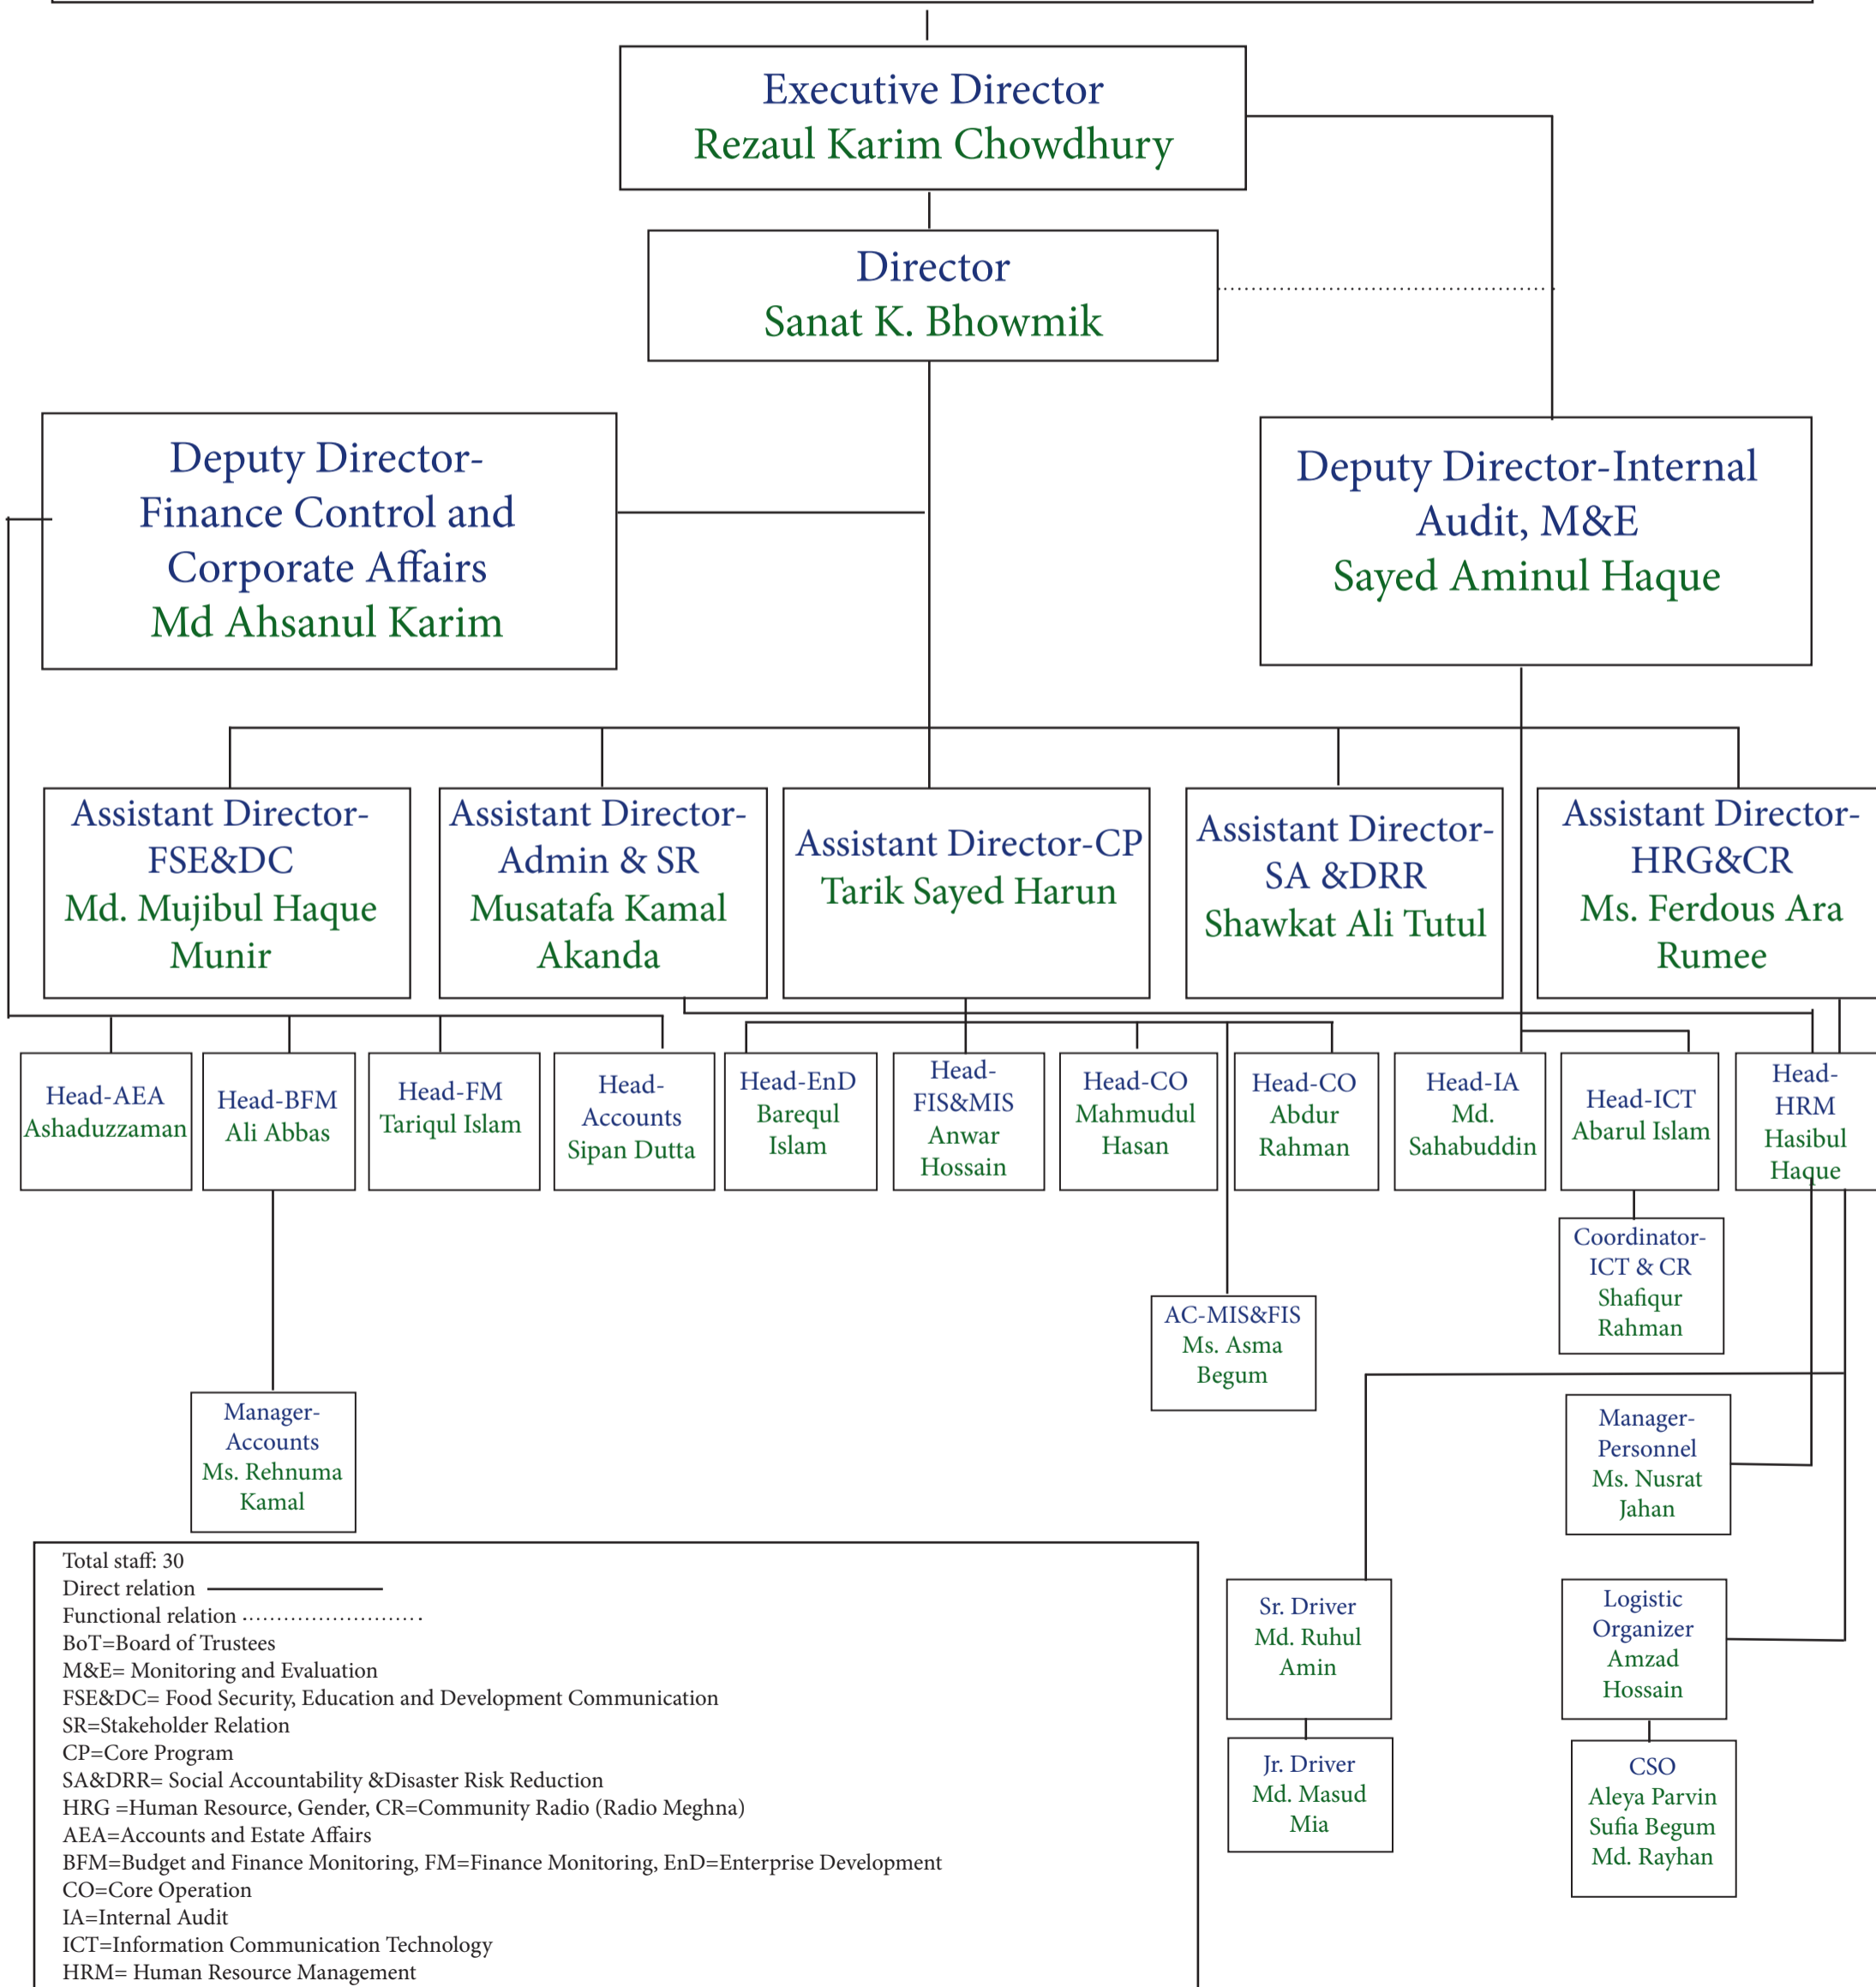 Executive Director
Rezaul Karim Chowdhury
Director
Sanat K. Bhowmik
Deputy Director-
Finance Control and
Corporate Affairs
Md Ahsanul Karim
Deputy Director-Internal
Audit, M&E
Sayed Aminul Haque
Assistant Director-
FSE&DC
Md. Mujibul Haque
Munir
Assistant Director-
Admin & SR
Musatafa Kamal
Akanda
Assistant Director-CP
Tarik Sayed Harun
Assistant Director-
SA &DRR
Shawkat Ali Tutul
Assistant Director-
HRG&CR
Ms. Ferdous Ara
Rumee
Head-AEA
Ashaduzzaman
Head-BFM
Ali Abbas
Head-FM
Tariqul Islam
Head-
Accounts
Sipan Dutta
Head-EnD
Barequl
Islam
Head-
FIS&MIS
Anwar
Hossain
Head-CO
Mahmudul
Hasan
Head-CO
Abdur
Rahman
Head-IA
Md.
Sahabuddin
Head-ICT
Abarul Islam
Head-
HRM
Hasibul
Haque
Coordinator-
ICT & CR
Shafiqur
Rahman
AC-MIS&FIS
Ms. Asma
Begum
Manager-
Accounts
Ms. Rehnuma
Kamal
Manager-
Personnel
Ms. Nusrat
Jahan
Sr. Driver
Md. Ruhul
Amin
Logistic
Organizer
Amzad
Hossain
Jr. Driver
Md. Masud
Mia
CSO
Aleya Parvin
Sufia Begum
Md. Rayhan
Total staff: 30
Direct relation
Functional relation
BoT=Board of Trustees
M&E= Monitoring and Evaluation
FSE&DC= Food Security, Education and Development Communication
SR=Stakeholder Relation
CP=Core Program
SA&DRR= Social Accountability &Disaster Risk Reduction
HRG =Human Resource, Gender, CR=Community Radio (Radio Meghna)
AEA=Accounts and Estate Affairs
BFM=Budget and Finance Monitoring, FM=Finance Monitoring, EnD=Enterprise Development
CO=Core Operation
IA=Internal Audit
ICT=Information Communication Technology
HRM= Human Resource Management